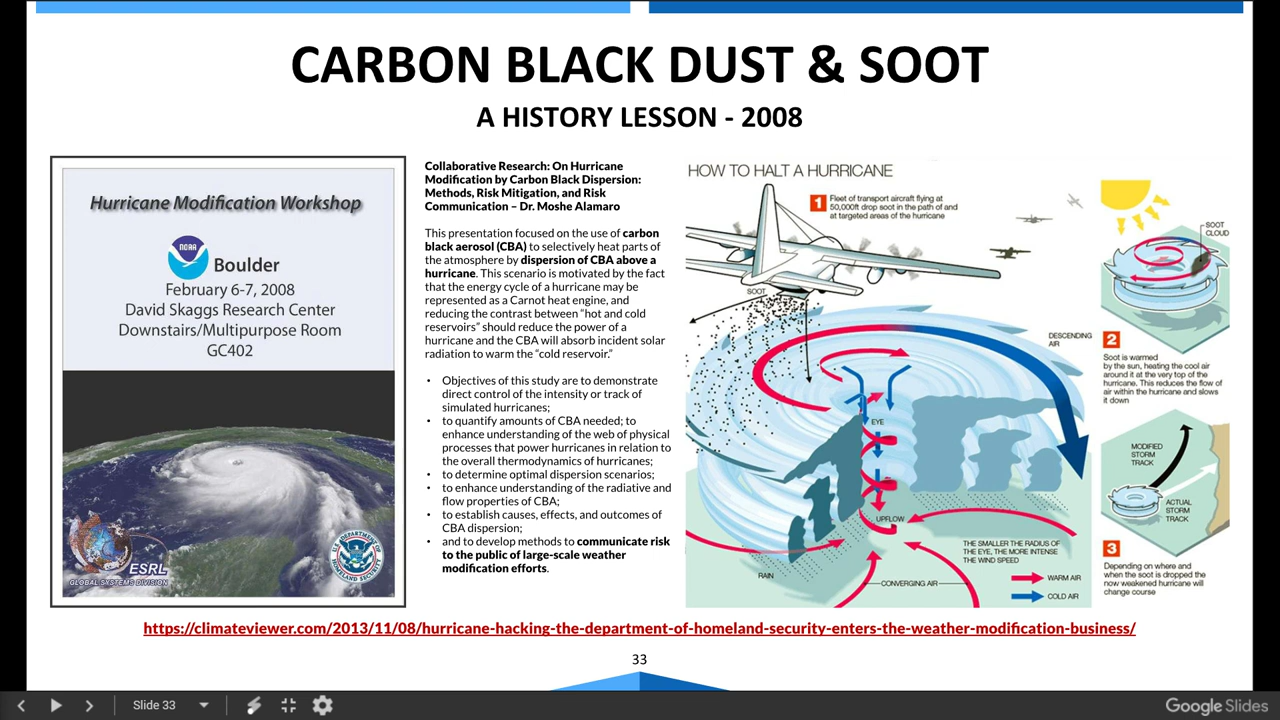 CARBON BLACK DUST & SOOT
A HISTORY LESSON - 2008
Hurricane Modification Workshop
NOAA
Boulder
February 6-7, 2008
David Skaggs Research Center
Downstairs/Multipurpose Room
GC402
ESRL
GLOBAL SYSTEMS DIVISION
U.S. DEPARTMENT OF
HOMELAND SECURITY
Collaborative Research: On Hurricane
Modification by Carbon Black Dispersion:
Methods, Risk Mitigation, and Risk
Communication – Dr. Moshe Alamaro
This presentation focused on the use of carbon
black aerosol (CBA) to selectively heat parts of
the atmosphere by dispersion of CBA above a
hurricane. This scenario is motivated by the fact
that the energy cycle of a hurricane may be
represented as a Carnot heat engine, and
reducing the contrast between "hot and cold
reservoirs" should reduce the power of a
hurricane and the CBA will absorb incident solar
radiation to warm the "cold reservoir."
• Objectives of this study are to demonstrate
direct control of the intensity or track of
simulated hurricanes;
• to quantify amounts of CBA needed; to
enhance understanding of the web of physical
processes that power hurricanes in relation to
the overall thermodynamics of hurricanes;
• to determine optimal dispersion scenarios;
• to enhance understanding of the radiative and
flow properties of CBA;
• to establish causes, effects, and outcomes of
CBA dispersion;
• and to develop methods to communicate risk
to the public of large-scale weather
modification efforts.
HOW TO HALT A HURRICANE
1 Fleet of transport aircraft flying at
50,000ft drop soot in the path of and
at targeted areas of the hurricane
SOOT
DESCENDING
AIR
EYE
UPFLOW
RAIN
CONVERGING AIR
THE SMALLER THE RADIUS OF
THE EYE, THE MORE INTENSE
THE WIND SPEED
WARM AIR
COLD AIR
SOOT
CLOUD
2
Soot is warmed
by the sun, heating the cool air
around it at the very top of the
hurricane. This reduces the flow of
air within the hurricane and slows
it down
MODIFIED
STORM
TRACK
ACTUAL
STORM
TRACK
3
Depending on where and
when the soot is dropped the
now weakened hurricane will
change course
https://climateviewer.com/2013/11/08/hurricane-hacking-the-department-of-homeland-security-enters-the-weather-modification-business/
33
Slide 33
Google Slides